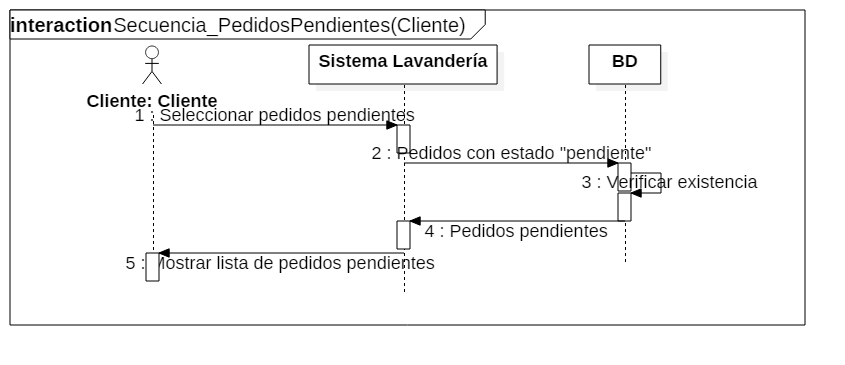 interaction Secuencia_PedidosPendientes(Cliente)
Sistema Lavandería
BD
Cliente: Cliente
1 : Seleccionar pedidos pendientes
2 : Pedidos con estado "pendiente"
3 : Verificar existencia
4 : Pedidos pendientes
5 : Mostrar lista de pedidos pendientes